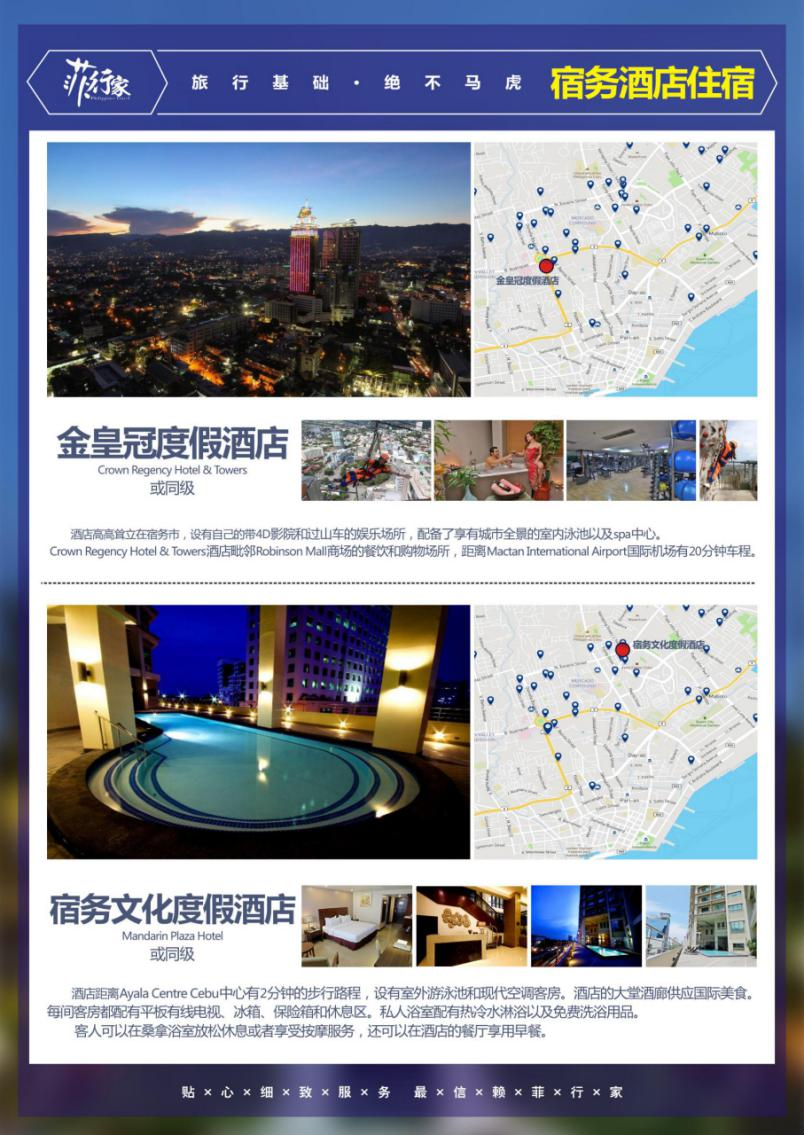 菲行家
旅行基础·绝不马虎
宿务酒店住宿
金皇冠度假酒店
金皇冠度假酒店
Crown Regency Hotel & Towers
或同级
酒店高高耸立在宿务市，设有自己的带4D影院和过山车的娱乐场所，配备了享有城市全景的室内泳池以及spa中心。
Crown Regency Hotel & Towers酒店毗邻Robinson Mall商场的餐饮和购物场所，距离Mactan International Airport国际机场有20分钟车程。
宿务文化度假酒店
宿务文化度假酒店
Mandarin Plaza Hotel
或同级
酒店距离Ayala Centre Cebu中心有2分钟的步行路程，设有室外游泳池和现代空调客房。酒店的大堂酒廊供应国际美食。
每间客房都配有平板有线电视、冰箱、保险箱和休息区。私人浴室配有热冷水淋浴以及免费洗浴用品。
客人可以在桑拿浴室放松休息或者享受按摩服务，还可以在酒店的餐厅享用早餐。
贴×心×细×致×服×务 最×信×赖×菲×行×家